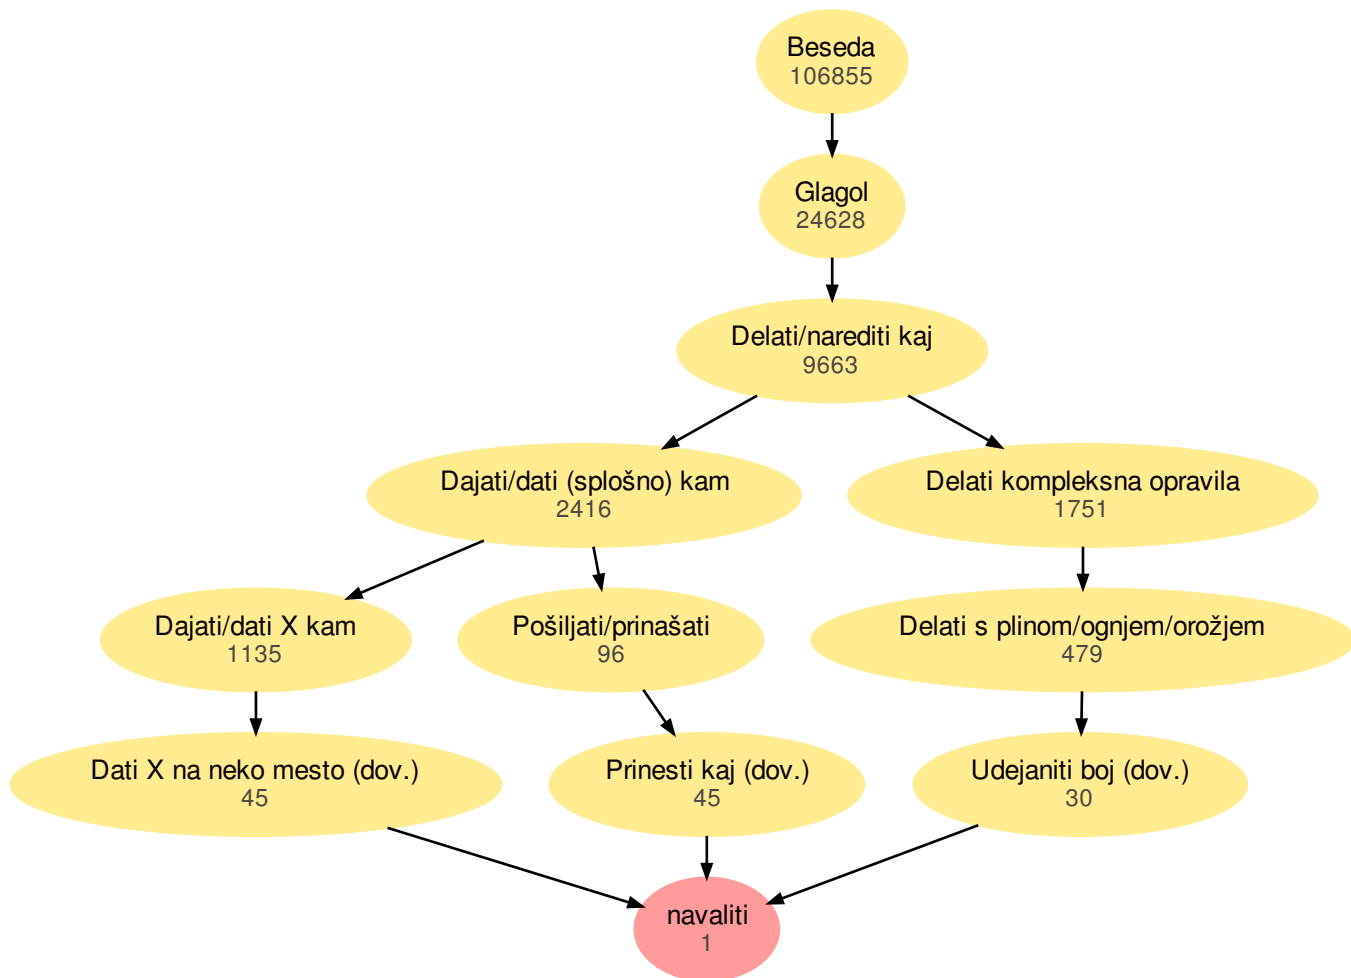 Beseda
106855
Glagol
24628
Delati/narediti kaj
9663
Dajati/dati (splošno) kam
2416
Delati kompleksna opravila
1751
Dajati/dati X kam
1135
Pošiljati/prinašati
96
Delati s plinom/ognjem/orožjem
479
Dati X na neko mesto (dov.)
45
Prinesti kaj (dov.)
45
Udejaniti boj (dov.)
30
navaliti
1